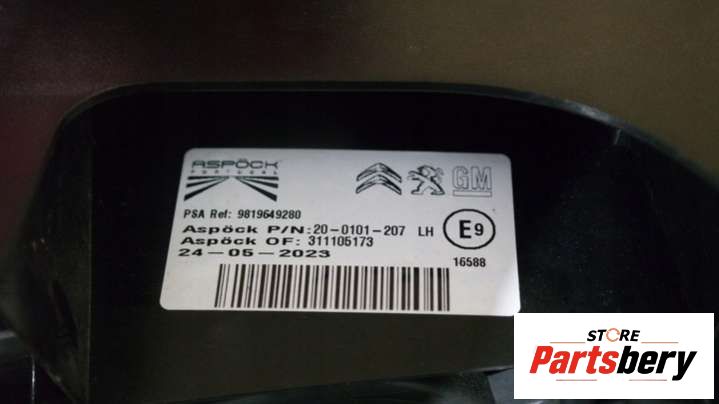 ASPÖCK
PORTUGAL
GM
PSA Ref: 9819649280
Aspöck P/N:20-0101-207 LH
Aspöck OF: 311105173
24-05-2023
E9
16588
STORE
Partsbery